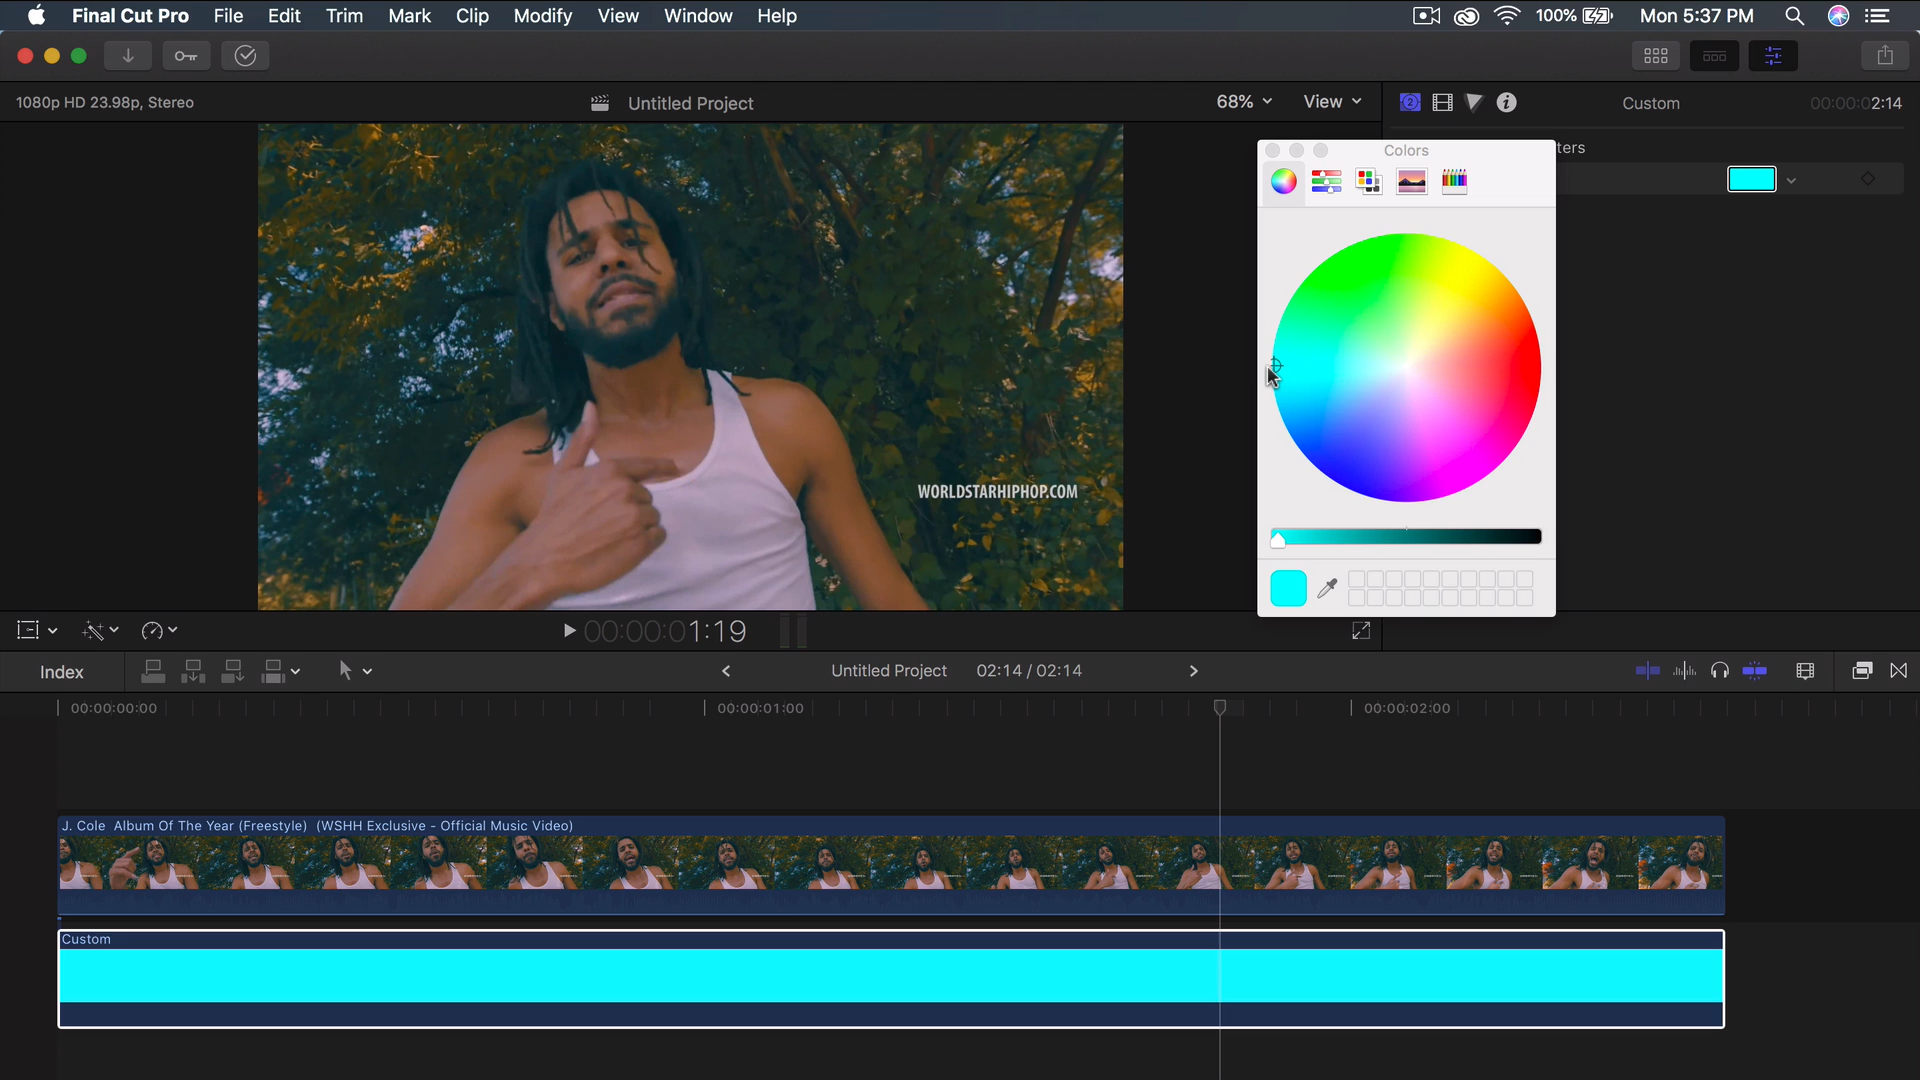 Final Cut Pro File Edit Trim Mark Clip Modify View Window Help 100% Mon 5:37 PM
1080p HD 23.98p, Stereo Untitled Project 68% View Custom 00:00:02:14
Colors
ters
WORLDSTARHIPHOP.COM
00:00:01:19
Index Untitled Project 02:14 / 02:14
00:00:00:00 00:00:01:00 00:00:02:00
J. Cole Album Of The Year (Freestyle) (WSHH Exclusive - Official Music Video)
Custom